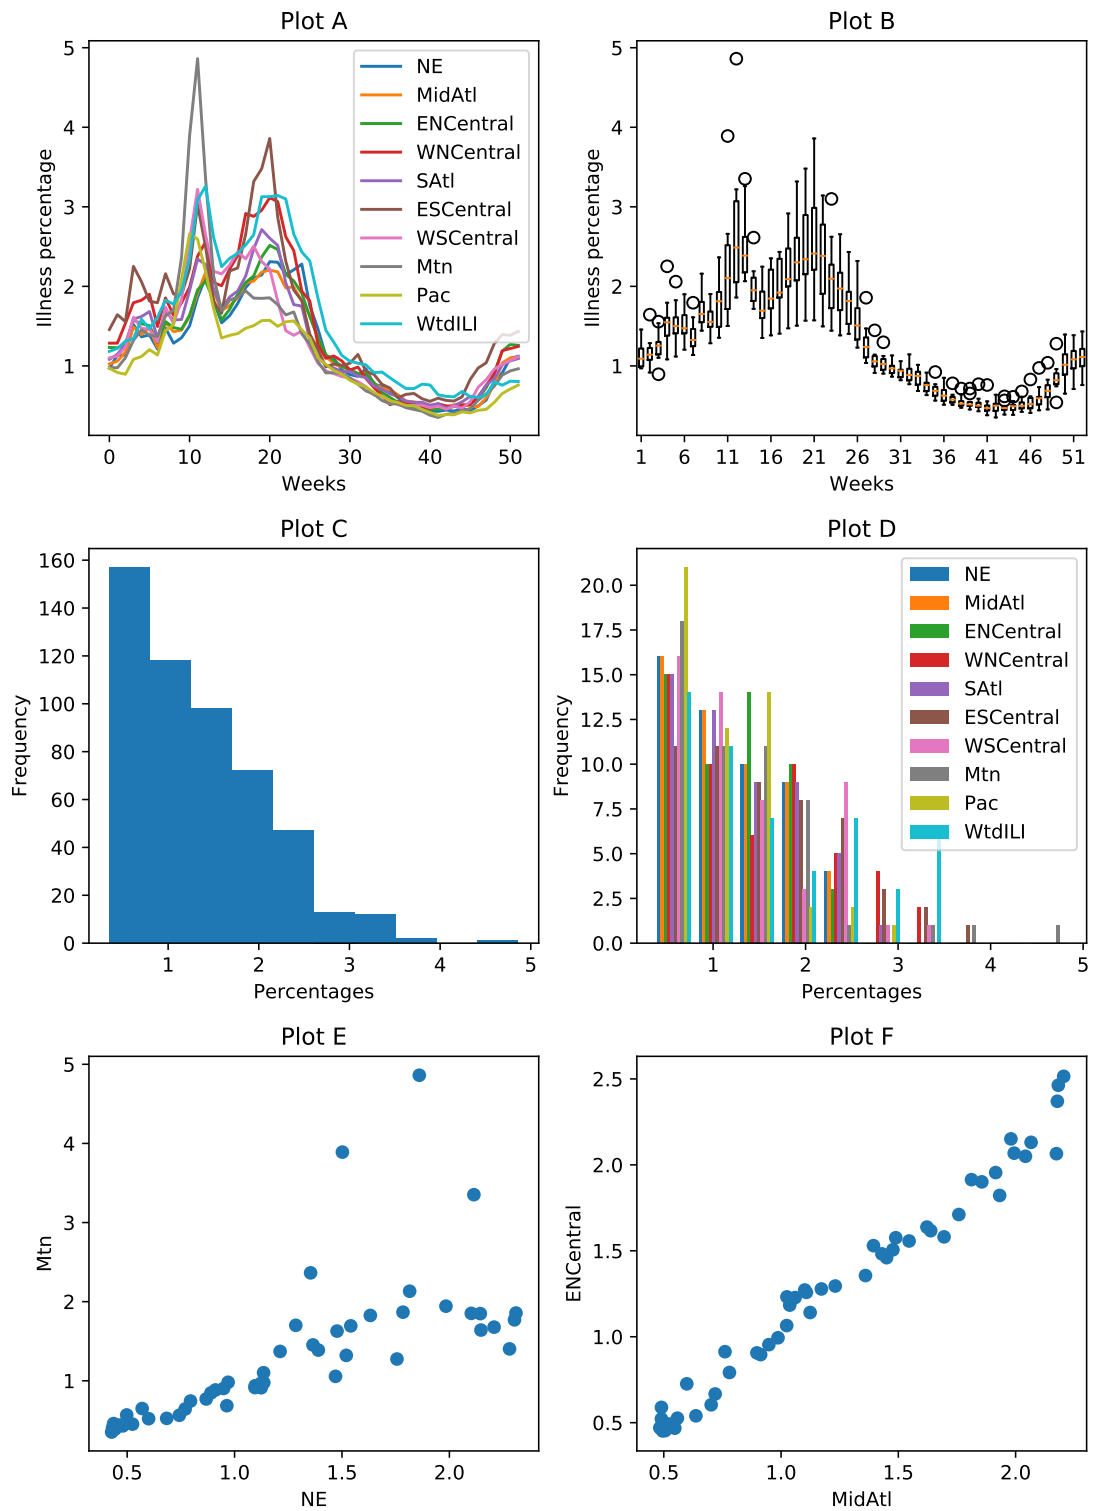 Plot A
Illness percentage
5
4
3
2
1
NE
MidAtl
ENCentral
WNCentral
SAtl
ESCentral
WSCentral
Mtn
Pac
WtdILI
0 10 20 30 40 50
Weeks
Plot B
Illness percentage
5
4
3
2
1
1 6 11 16 21 26 31 36 41 46 51
Weeks
Plot C
Frequency
160
140
120
100
80
60
40
20
0
1 2 3 4 5
Percentages
Plot D
Frequency
20.0
17.5
15.0
12.5
10.0
7.5
5.0
2.5
0.0
NE
MidAtl
ENCentral
WNCentral
SAtl
ESCentral
WSCentral
Mtn
Pac
WtdILI
1 2 3 4 5
Percentages
Plot E
Mtn
5
4
3
2
1
0.5 1.0 1.5 2.0
NE
Plot F
ENCentral
2.5
2.0
1.5
1.0
0.5
0.5 1.0 1.5 2.0
MidAtl